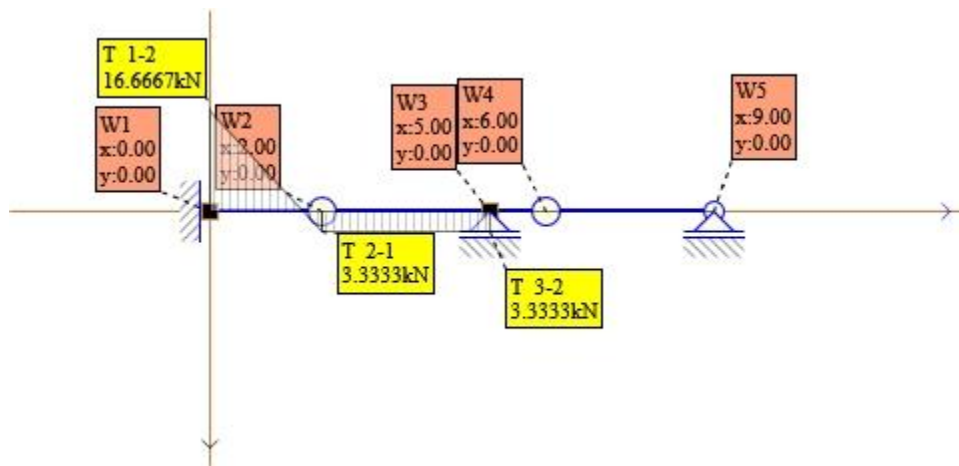 T 1-2
16.6667kN
W1
x:0.00
y:0.00
W2
x:2.00
y:0.00
W3
x:5.00
y:0.00
W4
x:6.00
y:0.00
W5
x:9.00
y:0.00
T 2-1
3.3333kN
T 3-2
3.3333kN